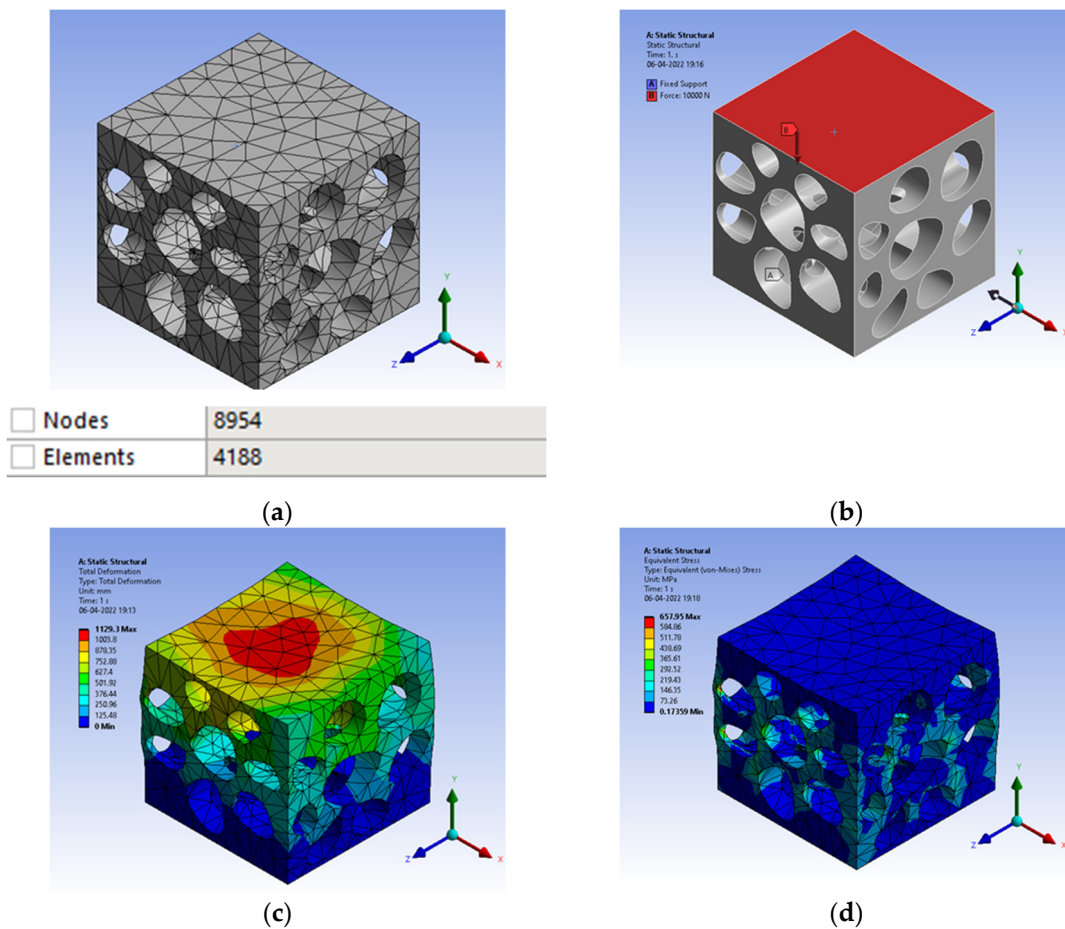 Nodes 8954
Elements 4188
(a)
A: Static Structural
Static Structural
Time: 1. s
06-04-2022 19:16
A Fixed Support
B Force: 10000 N
B
A
Y
Z
X
Y
Z
X
(b)
A: Static Structural
Total Deformation
Type: Total Deformation
Unit: mm
Time: 1 s
06-04-2022 19:13
1129.3 Max
1003.8
878.35
752.88
627.4
501.92
376.44
250.96
125.48
0 Min
Y
Z
X
(c)
A: Static Structural
Equivalent Stress
Type: Equivalent (von-Mises) Stress
Unit: MPa
Time: 1 s
06-04-2022 19:18
657.95 Max
584.86
511.78
438.69
365.61
292.52
219.43
146.35
73.26
0.17359 Min
Y
Z
X
(d)